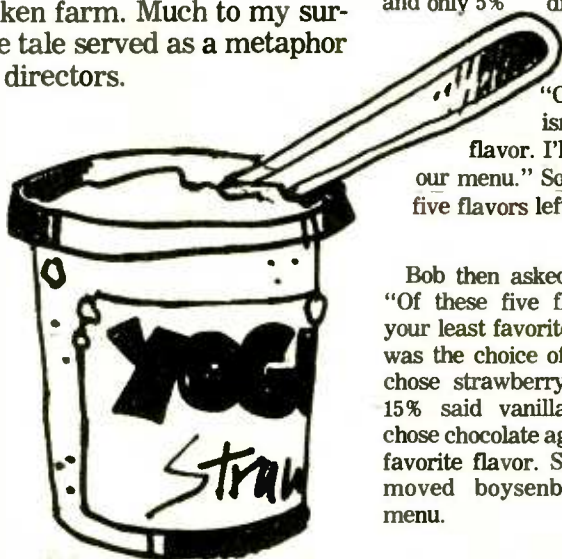 ken farm. Much to my sur-
e tale served as a metaphor
directors.
YOG
Straw
and only 5%
flavor. I'l
our menu." So
five flavors left
Bob then asked
"Of these five f
your least favorite
was the choice of
chose strawberry
15% said vanilla
chose chocolate ag
favorite flavor. S
moved boysenb
menu.